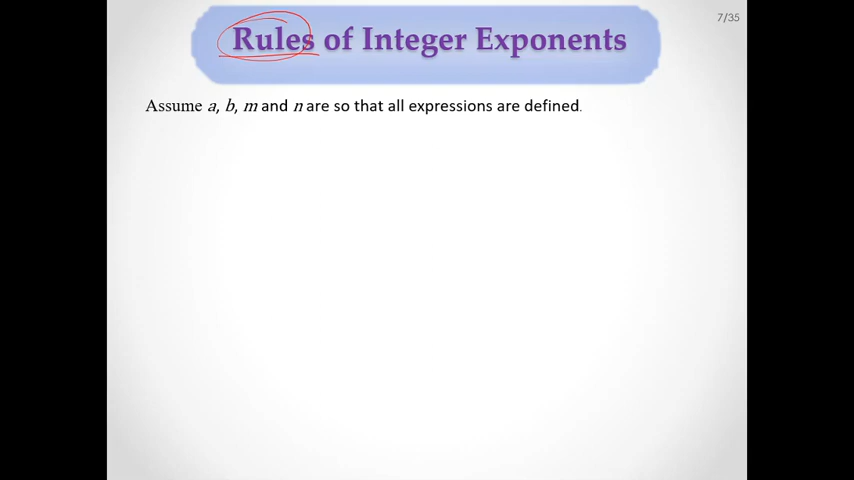 7/35
Rules of Integer Exponents
Assume a, b, m and n are so that all expressions are defined.